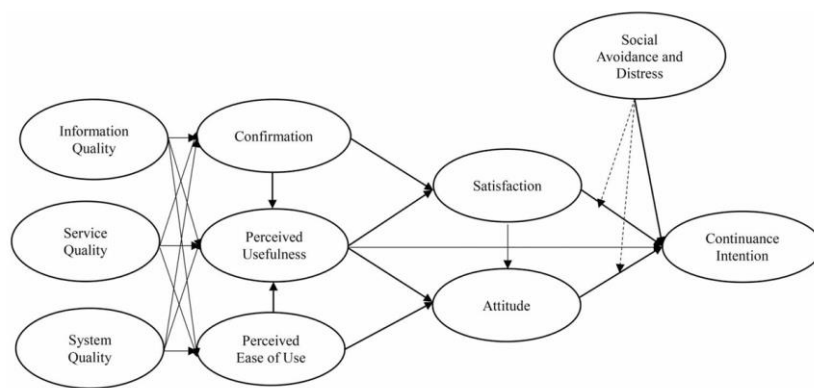 Social
Avoidance and
Distress
Information
Quality
Confirmation
Satisfaction
Service
Quality
Perceived
Usefulness
Continuance
Intention
Attitude
System
Quality
Perceived
Ease of Use